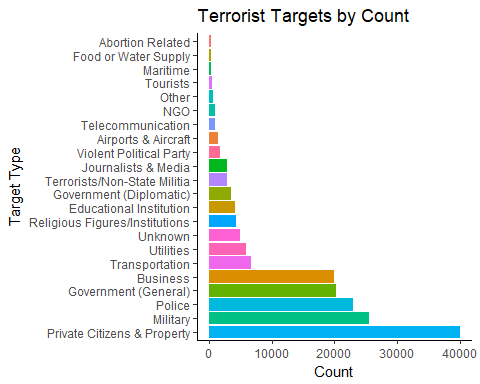 Terrorist Targets by Count
Target Type
Abortion Related
Food or Water Supply
Maritime
Tourists
Other
NGO
Telecommunication
Airports & Aircraft
Violent Political Party
Journalists & Media
Terrorists/Non-State Militia
Government (Diplomatic)
Educational Institution
Religious Figures/Institutions
Unknown
Utilities
Transportation
Business
Government (General)
Police
Military
Private Citizens & Property
0 10000 20000 30000 40000
Count